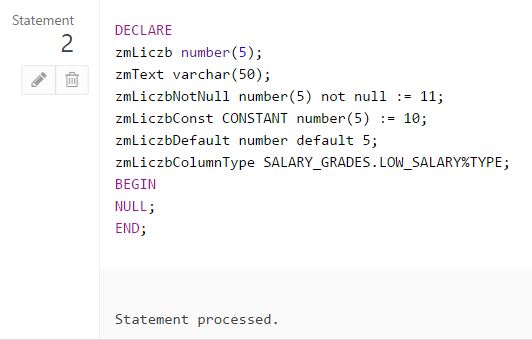 Statement
2
DECLARE
zmLiczb number(5);
zmText varchar(50);
zmLiczbNotNull number(5) not null := 11;
zmLiczbConst CONSTANT number(5) := 10;
zmLiczbDefault number default 5;
zmLiczbColumnType SALARY_GRADES.LOW_SALARY%TYPE;
BEGIN
NULL;
END;
Statement processed.